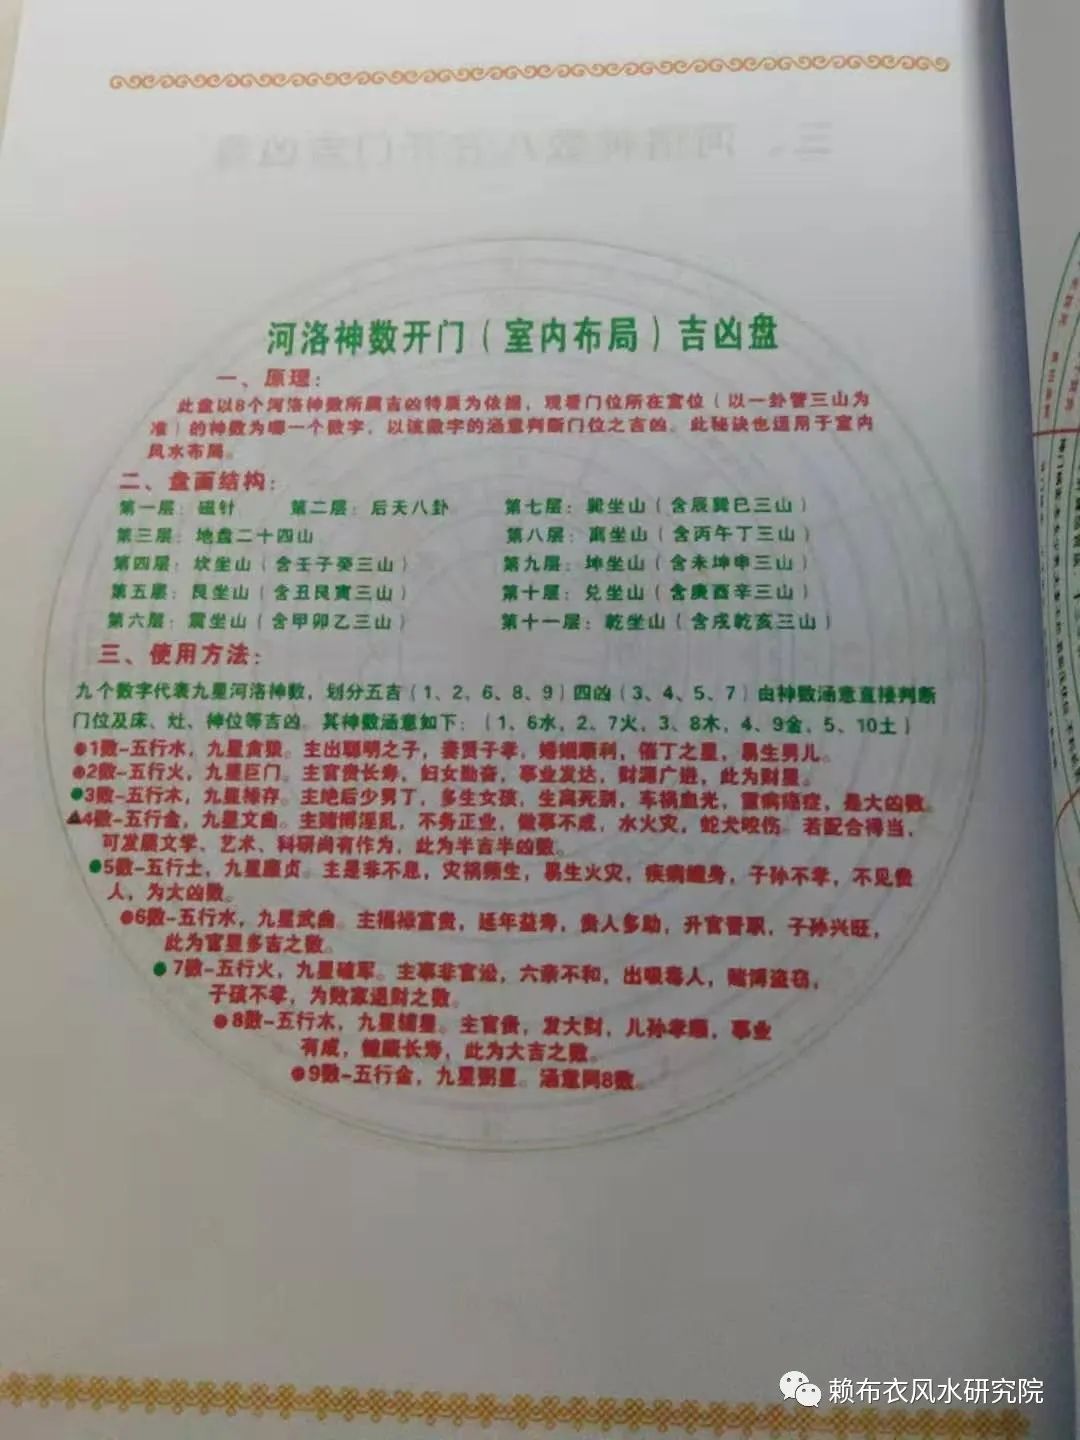 河洛神数开门（室内布局）吉凶盘
一、原理：
此盘以8个河洛神数所属吉凶特质为依据，观看门位所在宫位（以一卦管三山为
准）的神数为哪一个数字，以该数字的涵意判断门位之吉凶。此秘诀也适用于室内
风水布局。
二、盘面结构：
第一层：磁针 第二层：后天八卦 第七层：巽坐山（含辰巽巳三山）
第三层：地盘二十四山 第八层：离坐山（含丙午丁三山）
第四层：坎坐山（含壬子癸三山） 第九层：坤坐山（含未坤申三山）
第五层：艮坐山（含丑艮寅三山） 第十层：兑坐山（含庚酉辛三山）
第六层：震坐山（含甲卯乙三山） 第十一层：乾坐山（含戌乾亥三山）
三、使用方法：
九个数字代表九星河洛神数，划分五吉（1、2、6、8、9）四凶（3、4、5、7）由神数涵意直接判断
门位及床、灶、神位等吉凶。其神数涵意如下：（1、6水，2、7火，3、8木，4、9金，5、10土）
●1数-五行水，九星贪狼。主出聪明之子，妻贤子孝，婚姻顺利，催丁之星，易生男儿。
●2数-五行火，九星巨门。主官贵长寿，妇女勤奋，事业发达，财源广进，此为财星。
●3数-五行木，九星禄存。主绝后少男丁，多生女孩，生离死别，车祸血光，重病癌症，是大凶数。
▲4数-五行金，九星文曲。主赌博淫乱，不务正业，做事不成，水火灾，蛇犬咬伤。若配合得当，
可发展文学、艺术、科研尚有作为，此为半吉半凶数。
●5数-五行土，九星廉贞。主是非不息，灾祸频生，易生火灾，疾病缠身，子孙不孝，不见贵
人，为大凶数。
●6数-五行水，九星武曲。主福禄富贵，延年益寿，贵人多助，升官晋职，子孙兴旺，
此为官星多吉之数。
●7数-五行火，九星破军。主事非官讼，六亲不和，出吸毒人，赌博盗窃，
子孩不孝，为败家退财之数。
●8数-五行木，九星辅星。主官贵，发大财，儿孙孝顺，事业
有成，健康长寿，此为大吉之数。
●9数-五行金，九星弼星。涵意同8数。
赖布衣风水研究院